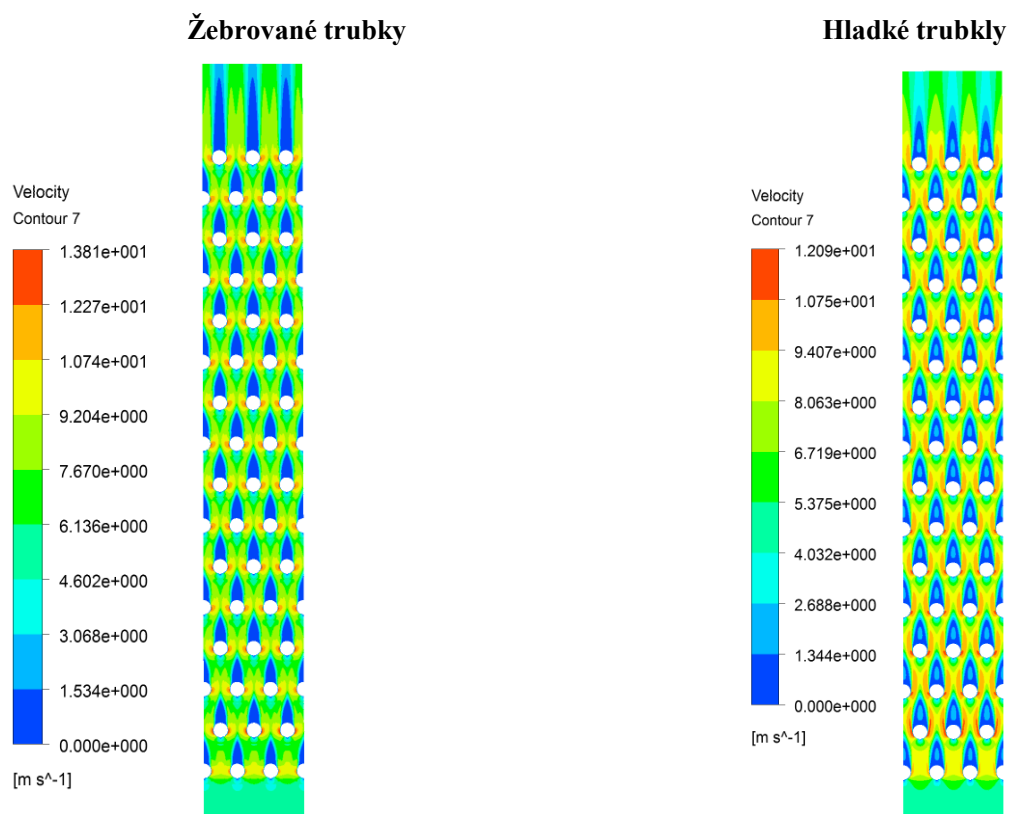 Žebrované trubky
Velocity
Contour 7
1.381e+001
1.227e+001
1.074e+001
9.204e+000
7.670e+000
6.136e+000
4.602e+000
3.068e+000
1.534e+000
0.000e+000
[m s^-1]
Hladké trubkly
Velocity
Contour 7
1.209e+001
1.075e+001
9.407e+000
8.063e+000
6.719e+000
5.375e+000
4.032e+000
2.688e+000
1.344e+000
0.000e+000
[m s^-1]